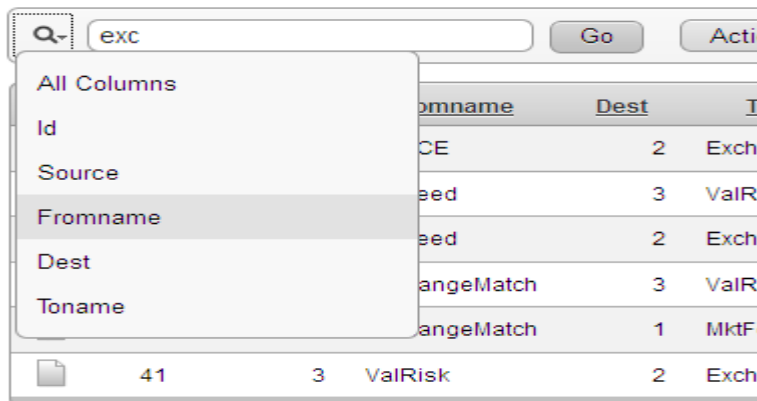 exc Go Acti
All Columns
Id
Source
Fromname
Dest
Toname
omname Dest T
CE 2 Exch
eed 3 ValR
eed 2 Exch
angeMatch 3 ValR
angeMatch 1 MktF
41 3 ValRisk 2 Exch